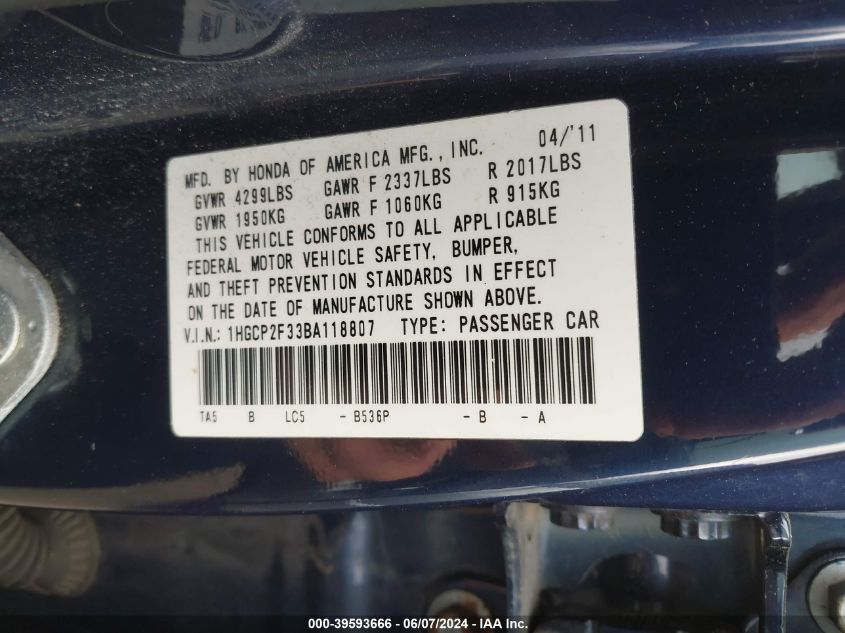 MFD. BY HONDA OF AMERICA MFG., INC. 04/'11
GVWR 4299LBS GAWR F 2337LBS R 2017LBS
GVWR 1950KG GAWR F 1060KG R 915KG
THIS VEHICLE CONFORMS TO ALL APPLICABLE
FEDERAL MOTOR VEHICLE SAFETY, BUMPER,
AND THEFT PREVENTION STANDARDS IN EFFECT
ON THE DATE OF MANUFACTURE SHOWN ABOVE.
V.I.N.: 1HGCP2F33BA118807 TYPE: PASSENGER CAR
TA5 B LC5 - B536P - B - A
000-39593666 - 06/07/2024 - IAA Inc.